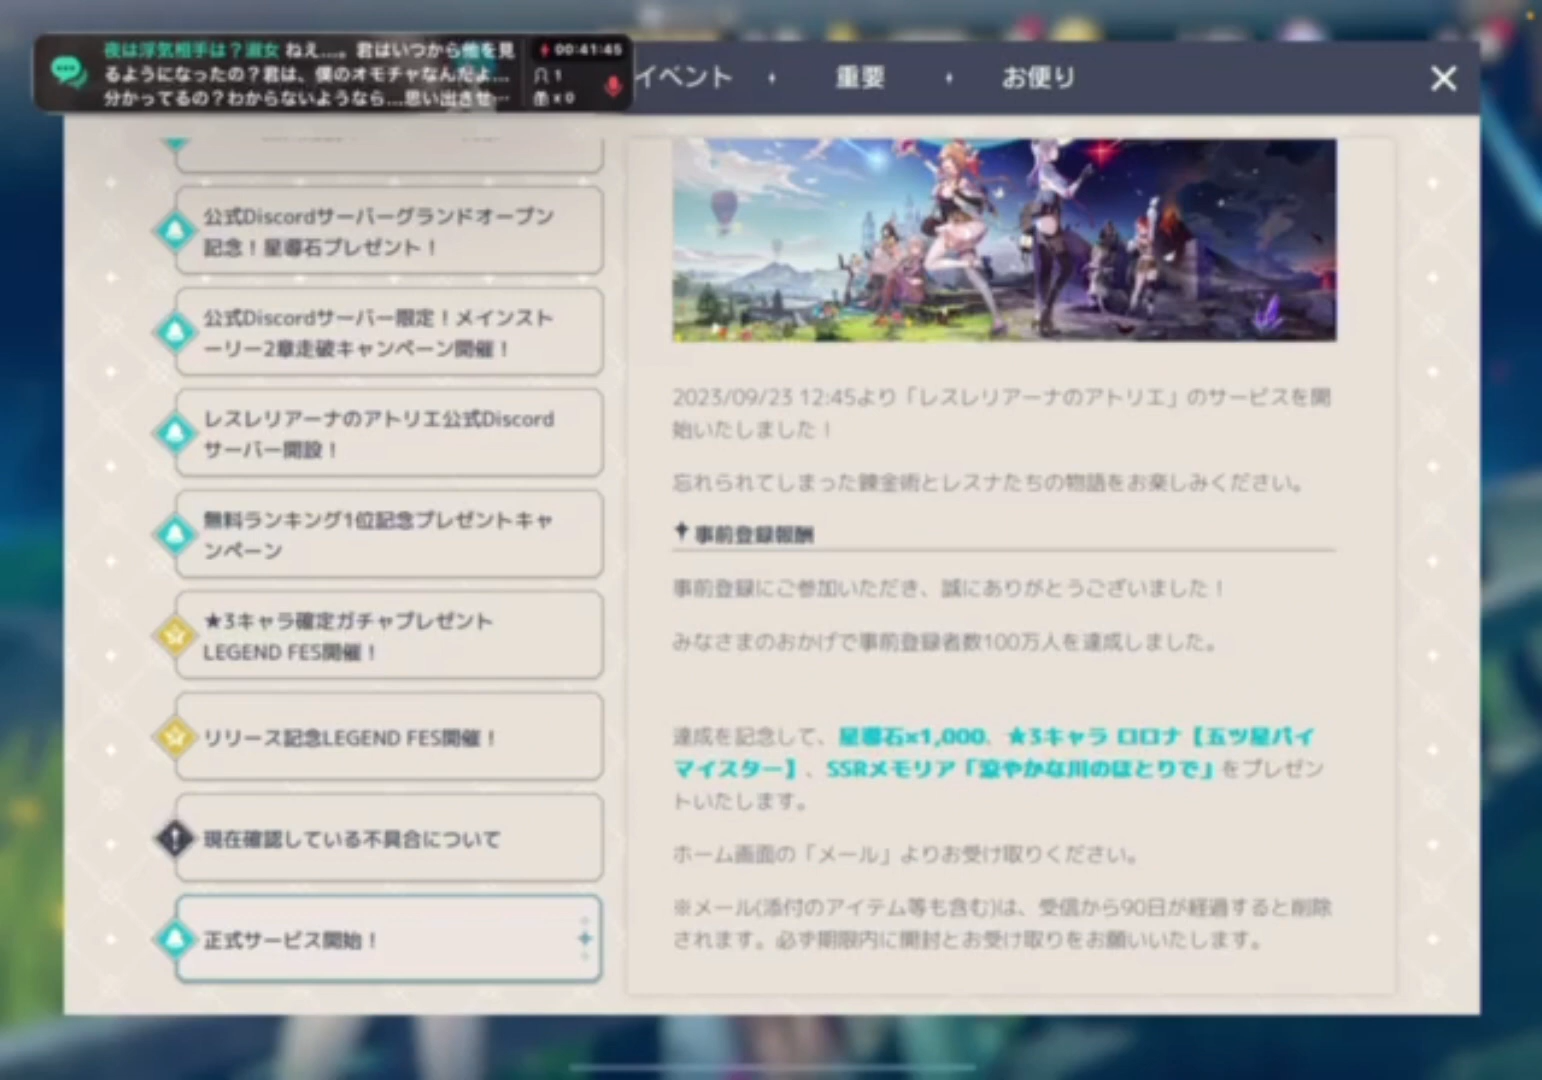 夜は浮気相手は？淑女 ねえ…。君はいつから他を見
るようになったの？君は、僕のオモチャなんだよ…
分かってるの？わからないようなら…思い出させ…
00:41:45
1
x0
イベント
重要
お便り
公式Discordサーバーグランドオープン
記念！星導石プレゼント！
公式Discordサーバー限定！メインスト
ーリー2章走破キャンペーン開催！
レスレリアーナのアトリエ公式Discord
サーバー開設！
無料ランキング1位記念プレゼントキャ
ンペーン
★3キャラ確定ガチャプレゼント
LEGEND FES開催！
リリース記念LEGEND FES開催！
現在確認している不具合について
正式サービス開始！
2023/09/23 12:45より「レスレリアーナのアトリエ」のサービスを開
始いたしました！
忘れられてしまった錬金術とレスナたちの物語をお楽しみください。
事前登録報酬
事前登録にご参加いただき、誠にありがとうございました！
みなさまのおかげで事前登録者数100万人を達成しました。
達成を記念して、星導石x1,000、★3キャラ ロロナ【五ツ星パイ
マイスター】、SSRメモリア「涼やかな川のほとりで」をプレゼン
トいたします。
ホーム画面の「メール」よりお受け取りください。
※メール(添付のアイテム等も含む)は、受信から90日が経過すると削除
されます。必ず期限内に開封とお受け取りをお願いいたします。